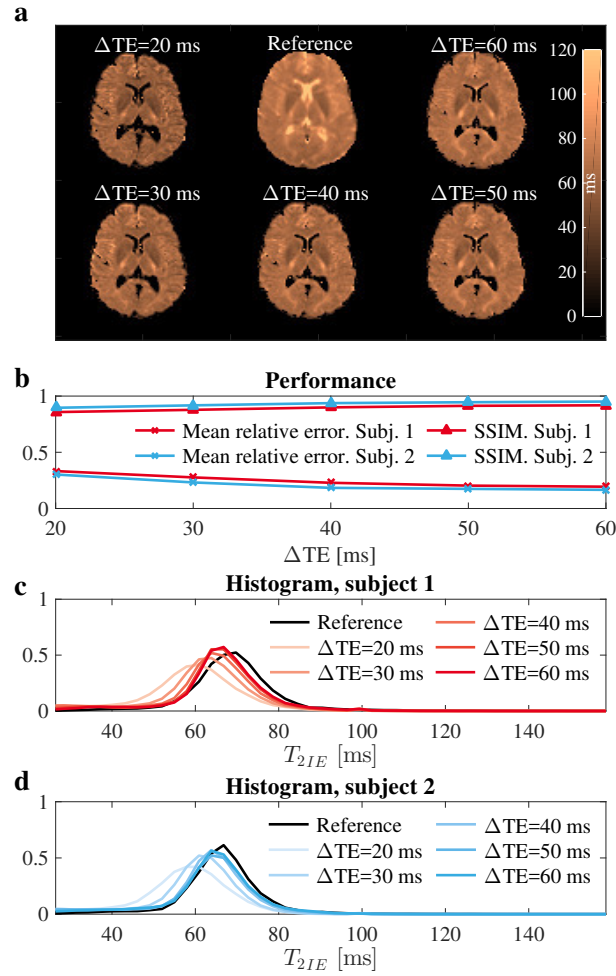 a
ΔTE=20 ms Reference ΔTE=60 ms
ΔTE=30 ms ΔTE=40 ms ΔTE=50 ms
120
100
80
60
40
20
0
ms
b Performance
1
0.5
0
Mean relative error. Subj. 1 SSIM. Subj. 1
Mean relative error. Subj. 2 SSIM. Subj. 2
20 30 40 50 60
ΔTE [ms]
c Histogram, subject 1
1
0.5
0
Reference ΔTE=40 ms
ΔTE=20 ms ΔTE=50 ms
ΔTE=30 ms ΔTE=60 ms
40 60 80 100 120 140
T2IE [ms]
d Histogram, subject 2
1
0.5
0
Reference ΔTE=40 ms
ΔTE=20 ms ΔTE=50 ms
ΔTE=30 ms ΔTE=60 ms
40 60 80 100 120 140
T2IE [ms]